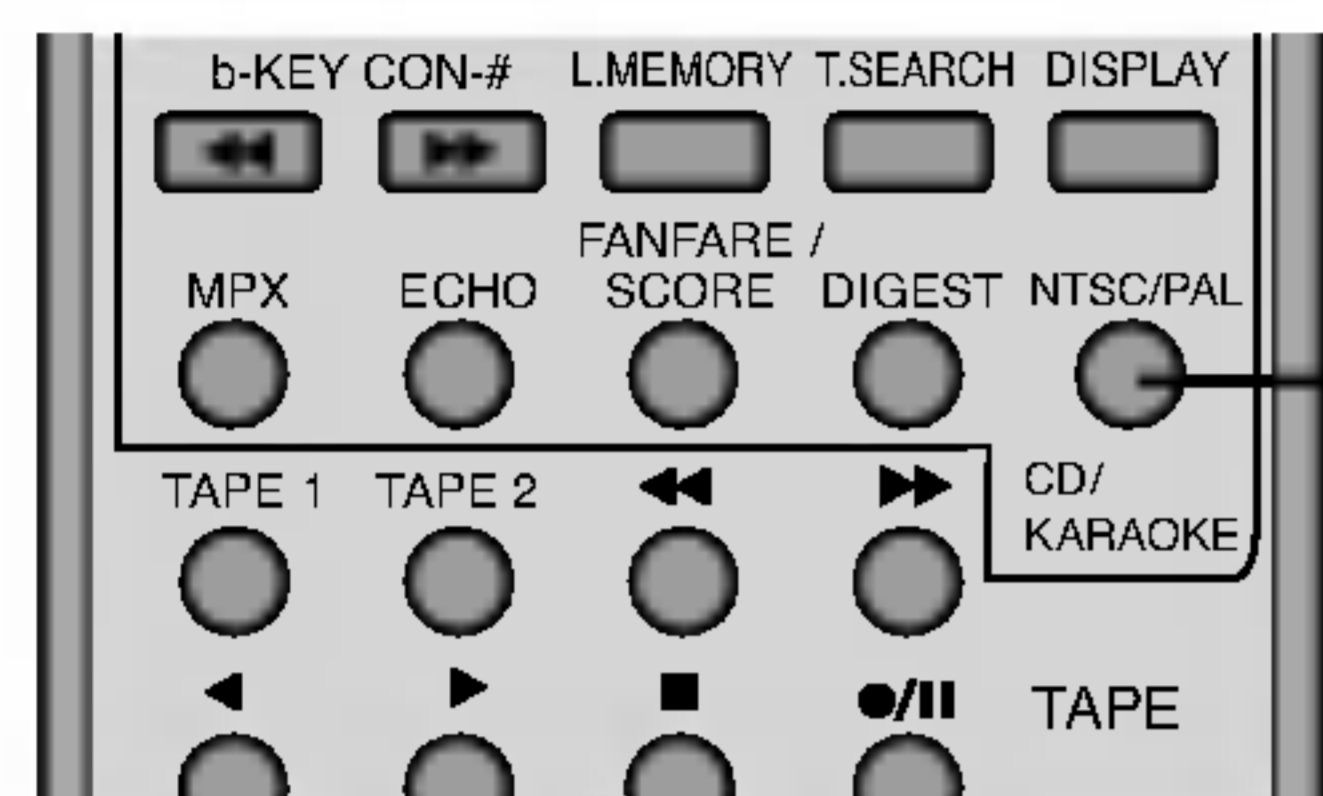 b-KEY CON-# L.MEMORY T.SEARCH DISPLAY
FANFARE /
MPX ECHO SCORE DIGEST NTSC/PAL
CD/
TAPE 1 TAPE 2
KARAOKE
TAPE